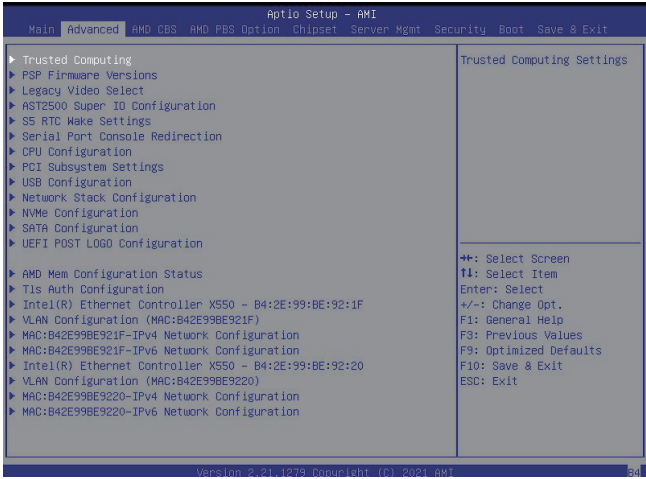 Aptio Setup – AMI
Main Advanced AMD CBS AMD PBS Option Chipset Server Mgmt Security Boot Save & Exit
Trusted Computing
PSP Firmware Versions
Legacy Video Select
AST2500 Super IO Configuration
S5 RTC Wake Settings
Serial Port Console Redirection
CPU Configuration
PCI Subsystem Settings
USB Configuration
Network Stack Configuration
NVMe Configuration
SATA Configuration
UEFI POST LOGO Configuration
AMD Mem Configuration Status
Tls Auth Configuration
Intel(R) Ethernet Controller X550 – B4:2E:99:BE:92:1F
VLAN Configuration (MAC:B42E99BE921F)
MAC:B42E99BE921F-IPv4 Network Configuration
MAC:B42E99BE921F-IPv6 Network Configuration
Intel(R) Ethernet Controller X550 – B4:2E:99:BE:92:20
VLAN Configuration (MAC:B42E99BE9220)
MAC:B42E99BE9220-IPv4 Network Configuration
MAC:B42E99BE9220-IPv6 Network Configuration
Trusted Computing Settings
→←: Select Screen
↑↓: Select Item
Enter: Select
+/-: Change Opt.
F1: General Help
F3: Previous Values
F9: Optimized Defaults
F10: Save & Exit
ESC: Exit
Version 2.21.1279 Copyright (C) 2021 AMI
B4